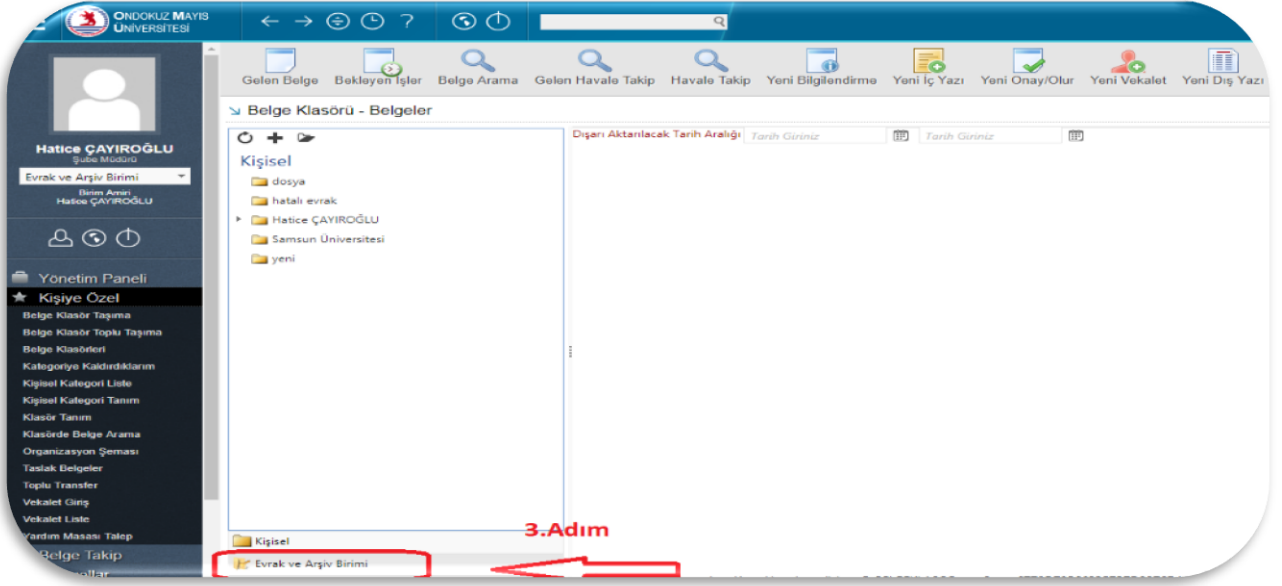 ONDOKUZ MAYIS
ÜNİVERSİTESİ
?
Gelen Belge Bekleyen İşler Belge Arama Gelen Havale Takip Havale Takip Yeni Bilgilendirme Yeni İç Yazı Yeni Onay/Olur Yeni Vekalet Yeni Dış Yazı
Belge Klasörü - Belgeler
Dışarı Aktarılacak Tarih Aralığı Tarih Giriniz Tarih Giriniz
Kişisel
dosya
hatalı evrak
Hatice ÇAYIROĞLU
Samsun Üniversitesi
yeni
Hatice ÇAYIROĞLU
Şube Müdürü
Evrak ve Arşiv Birimi
Birim Amiri
Hatice ÇAYIROĞLU
Yönetim Paneli
Kişiye Özel
Belge Klasör Taşıma
Belge Klasör Toplu Taşıma
Belge Klasörleri
Kategoriye Kaldırdıklarım
Kişisel Kategori Liste
Kişisel Kategori Tanım
Klasör Tanım
Klasörde Belge Arama
Organizasyon Şeması
Taslak Belgeler
Toplu Transfer
Vekalet Giriş
Vekalet Liste
Yardım Masası Talep
Belge Takip
3.Adım
Kişisel
Evrak ve Arşiv Birimi